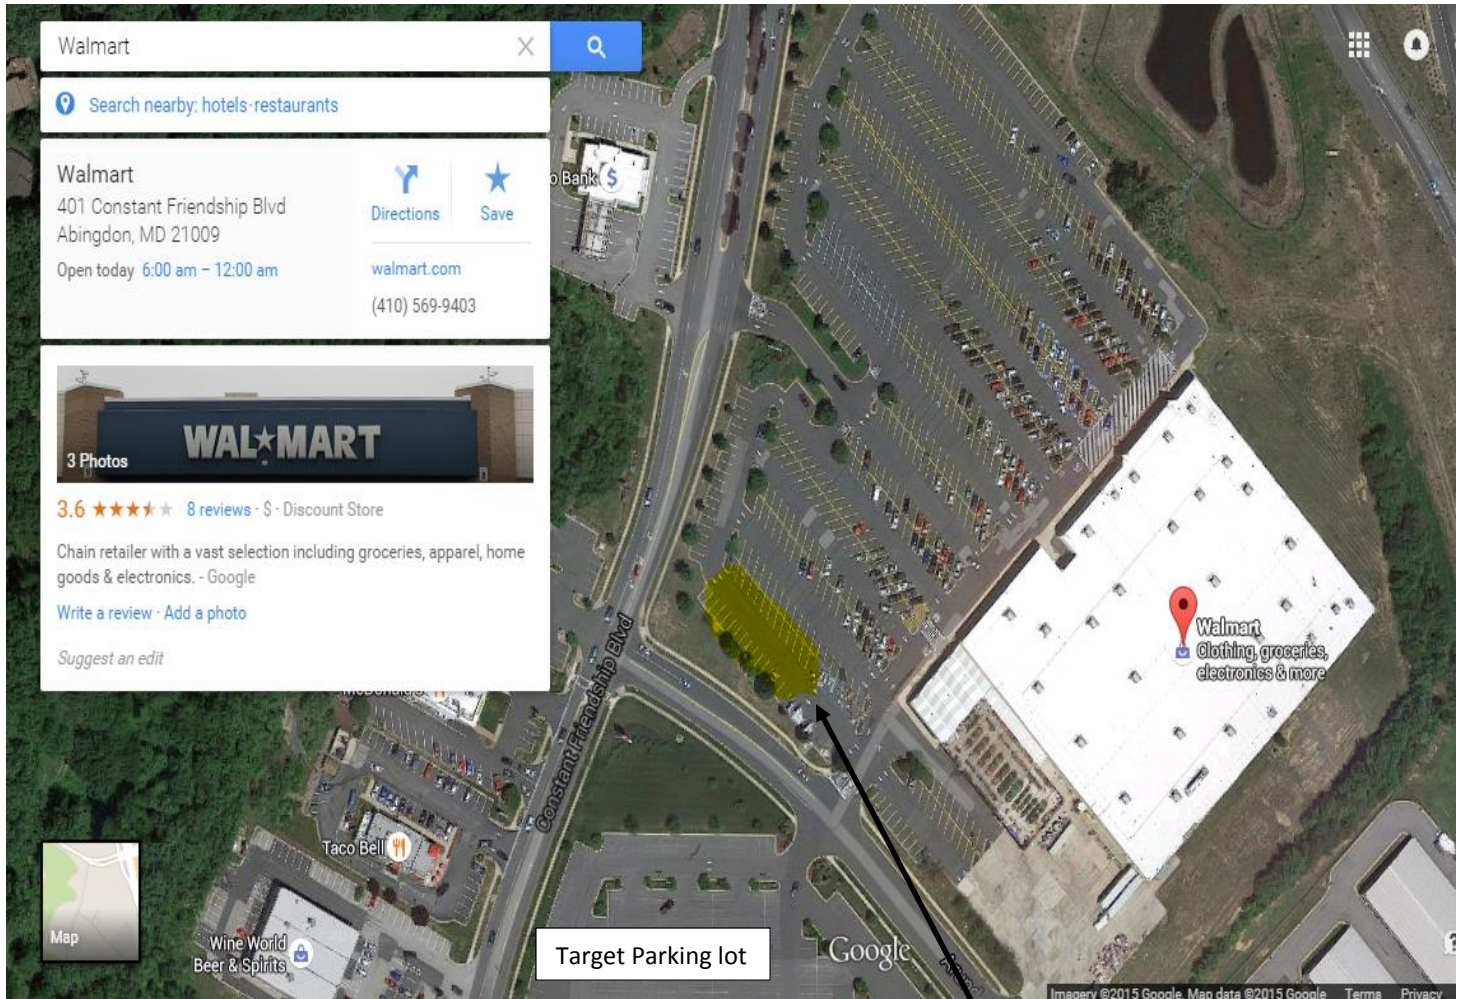 Walmart
Search nearby: hotels·restaurants
Walmart
401 Constant Friendship Blvd
Abingdon, MD 21009
Open today 6:00 am – 12:00 am
Directions
Save
walmart.com
(410) 569-9403
WAL★MART
3 Photos
3.6 ★★★★★ 8 reviews · $ · Discount Store
Chain retailer with a vast selection including groceries, apparel, home
goods & electronics. - Google
Write a review · Add a photo
Suggest an edit
o Bank $
Walmart
Clothing, groceries,
electronics & more
Constant Friendship Blvd
Taco Bell
Wine World
Beer & Spirits
Map
Target Parking lot
Google
Imagery ©2015 Google, Map data ©2015 Google Terms Privacy